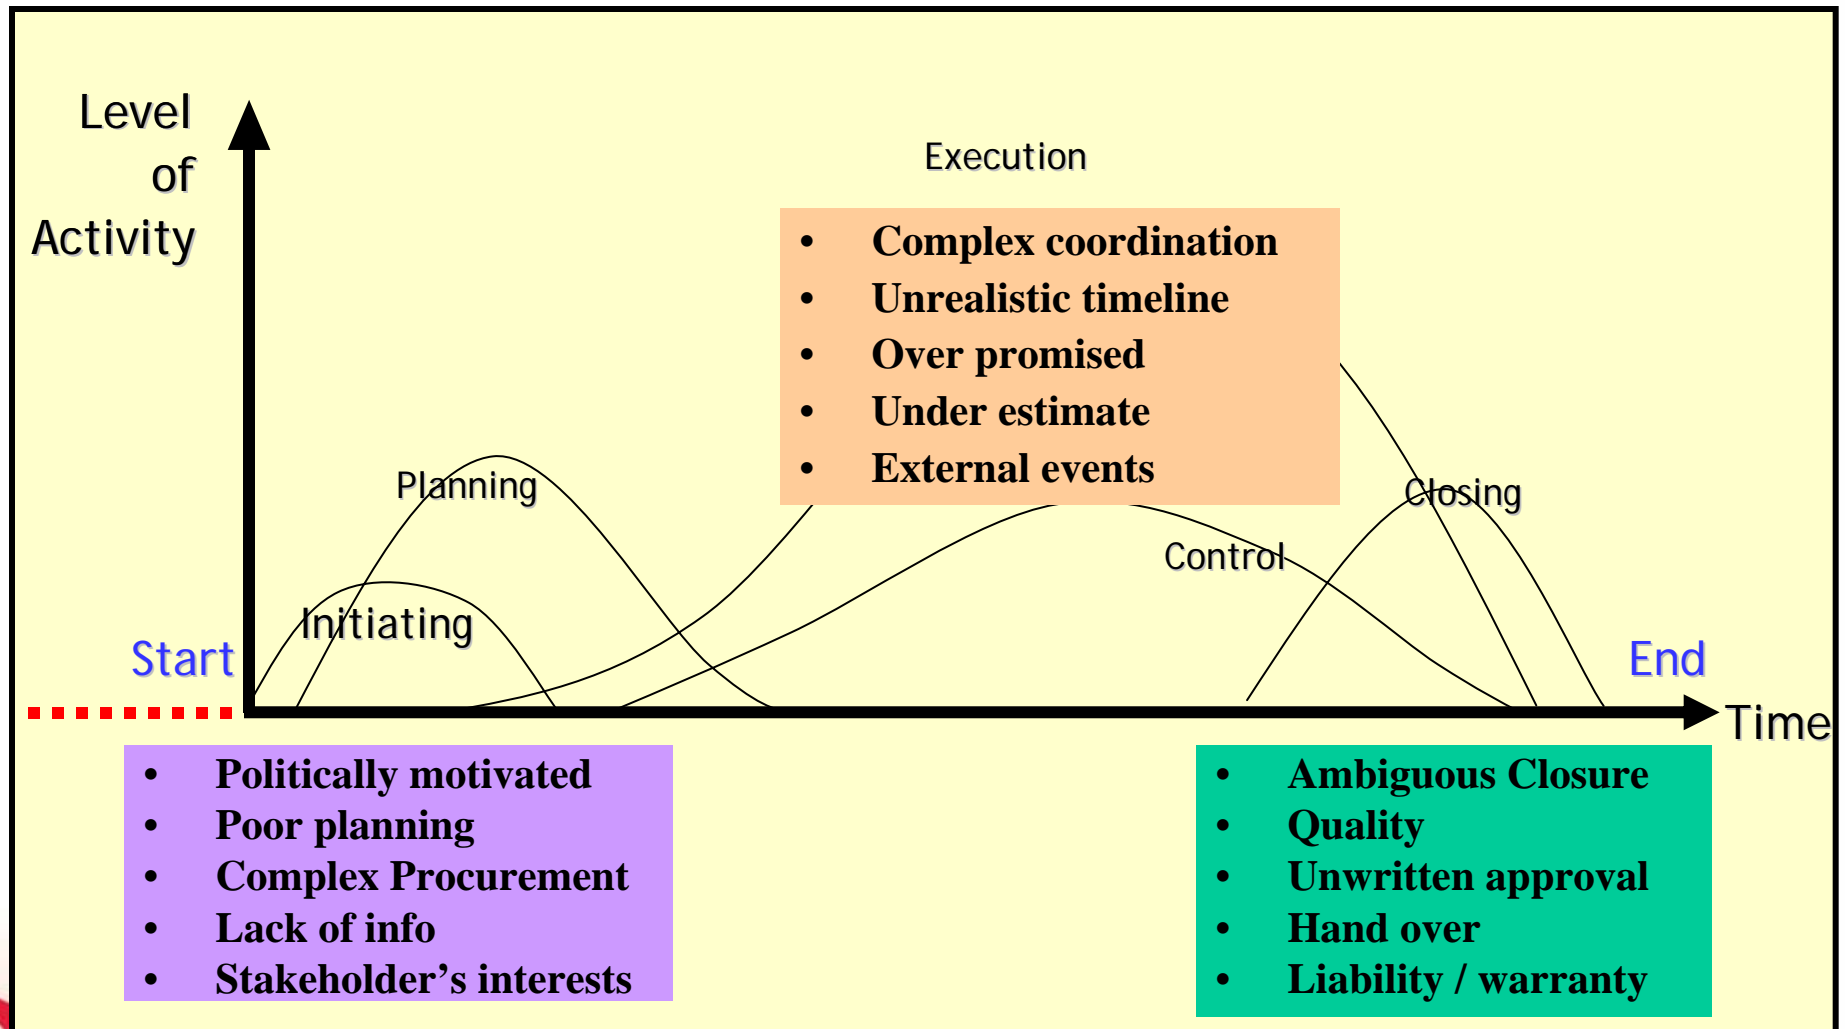 Level
of
Activity
Execution
• Complex coordination
• Unrealistic timeline
• Over promised
• Under estimate
• External events
Planning
Closing
Control
Initiating
Start
End
Time
• Politically motivated
• Poor planning
• Complex Procurement
• Lack of info
• Stakeholder's interests
• Ambiguous Closure
• Quality
• Unwritten approval
• Hand over
• Liability / warranty